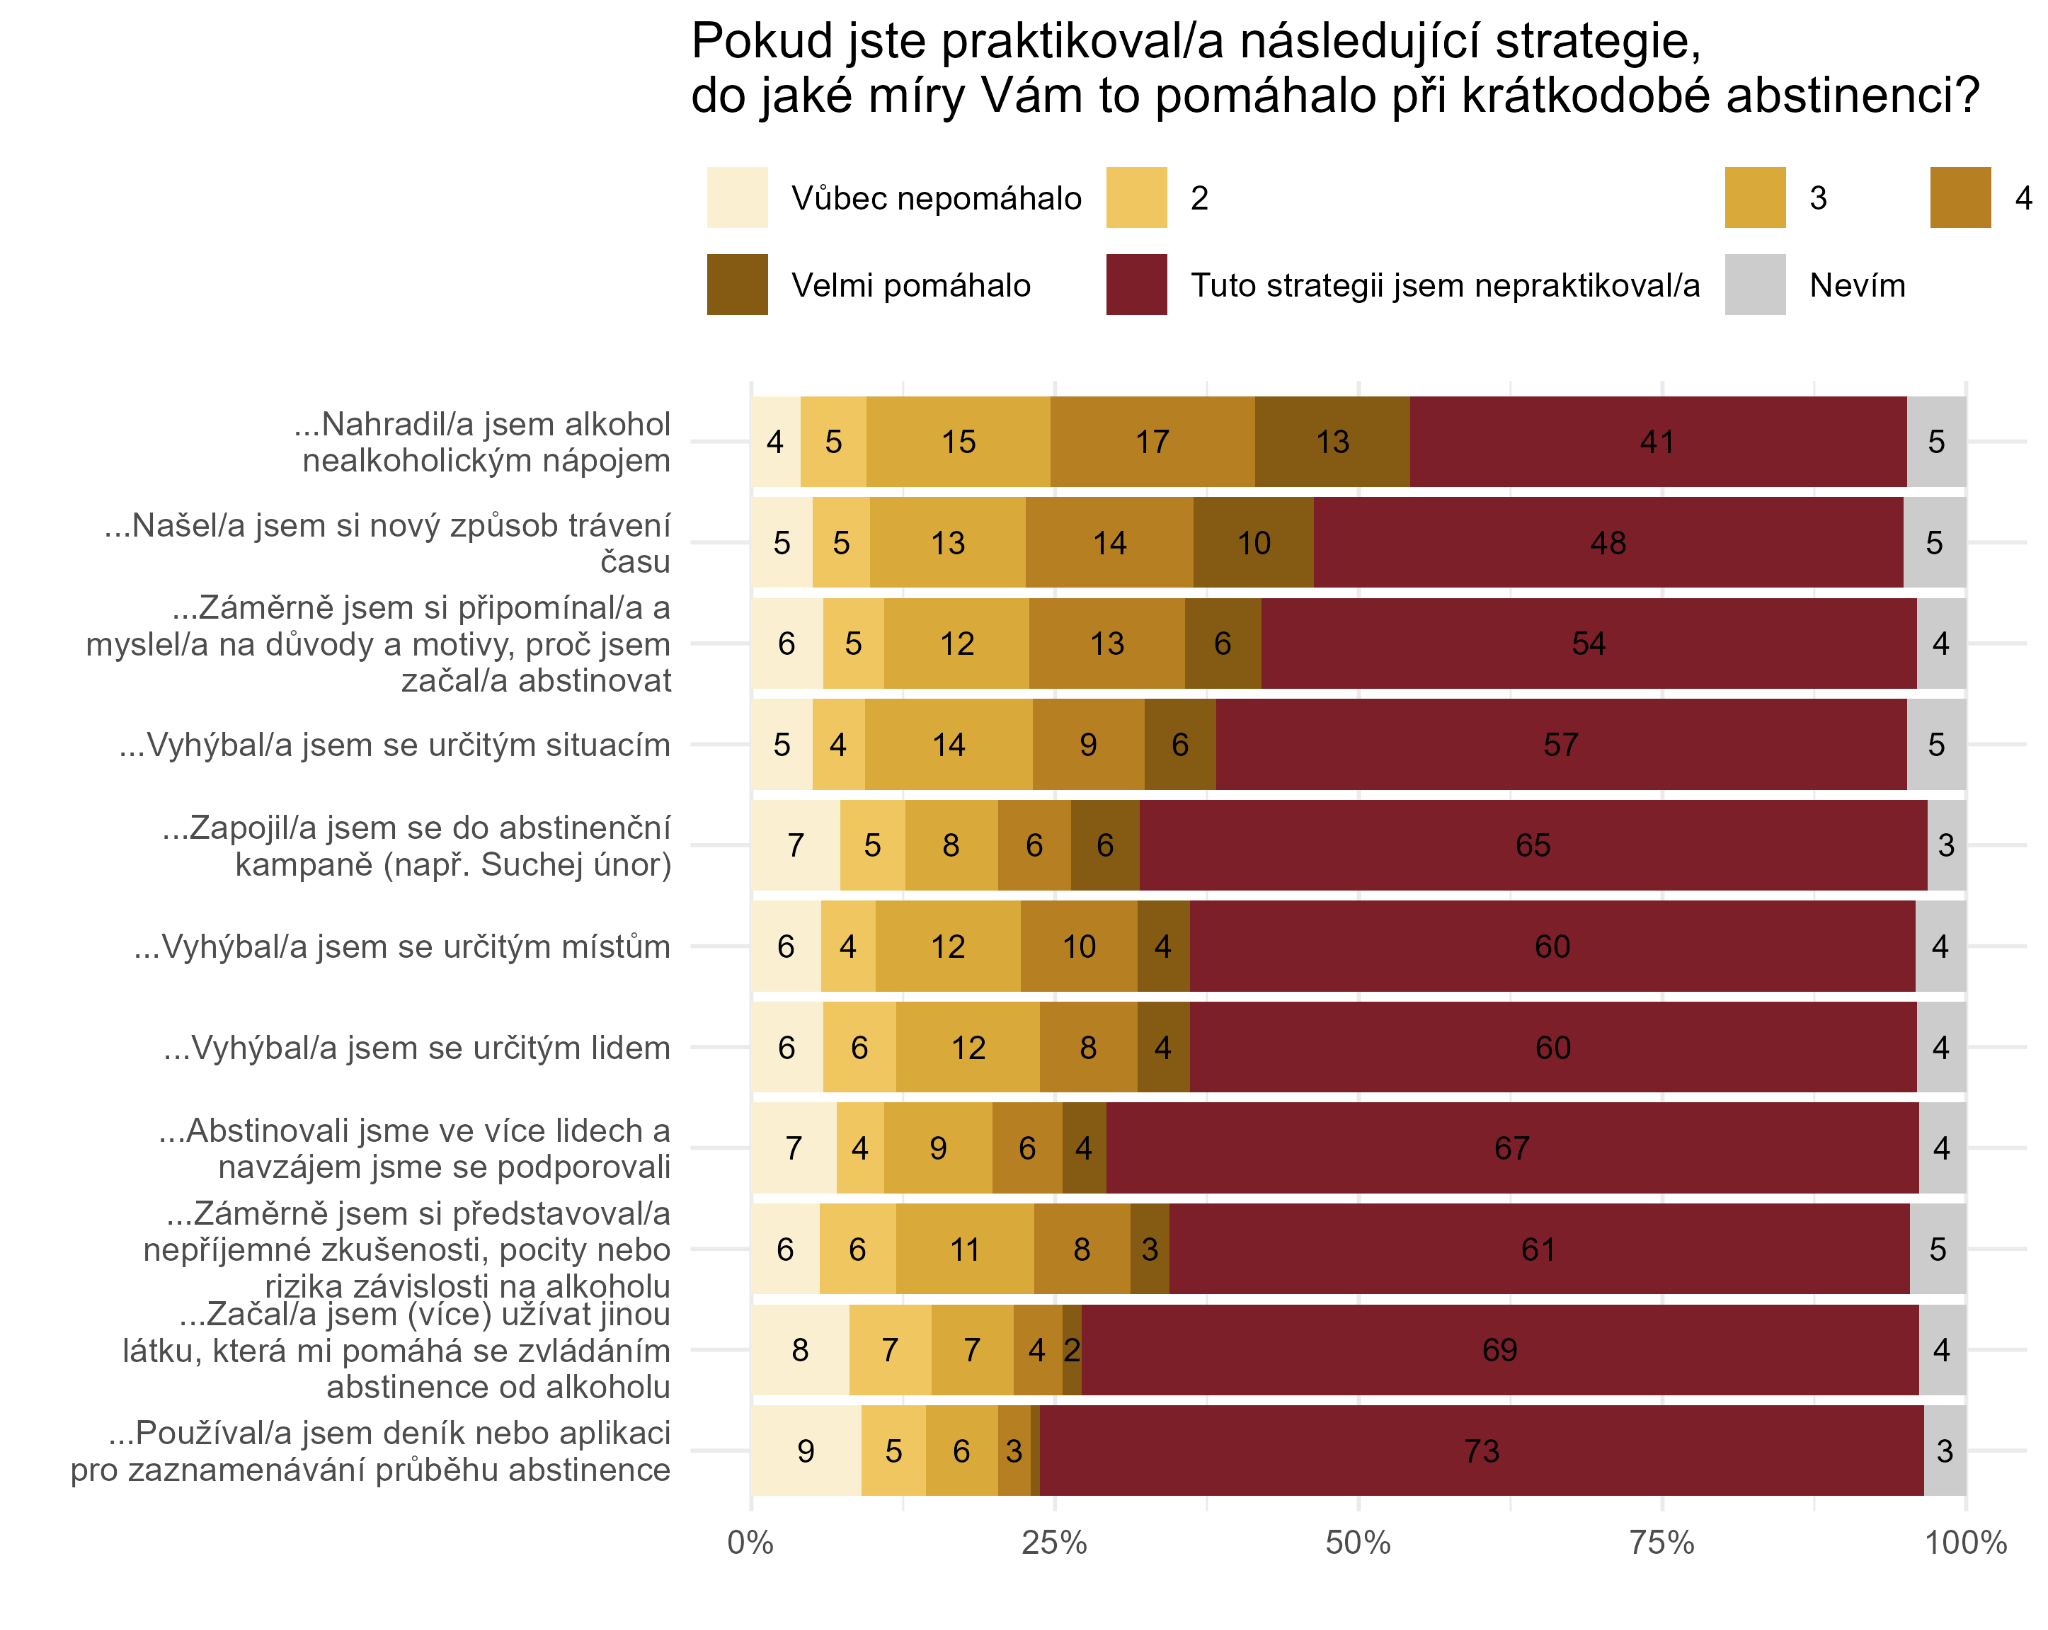 Pokud jste praktikoval/a následující strategie,
do jaké míry Vám to pomáhalo při krátkodobé abstinenci?
Vůbec nepomáhalo 2 3 4
Velmi pomáhalo Tuto strategii jsem nepraktikoval/a Nevím
...Nahradil/a jsem alkohol
nealkoholickým nápojem
4 5 15 17 13 41 5
...Našel/a jsem si nový způsob trávení
času
5 5 13 14 10 48 5
...Záměrně jsem si připomínal/a a
myslel/a na důvody a motivy, proč jsem
začal/a abstinovat
6 5 12 13 6 54 4
...Vyhýbal/a jsem se určitým situacím
5 4 14 9 6 57 5
...Zapojil/a jsem se do abstinenční
kampaně (např. Suchej únor)
7 5 8 6 6 65 3
...Vyhýbal/a jsem se určitým místům
6 4 12 10 4 60 4
...Vyhýbal/a jsem se určitým lidem
6 6 12 8 4 60 4
...Abstinovali jsme ve více lidech a
navzájem jsme se podporovali
7 4 9 6 4 67 4
...Záměrně jsem si představoval/a
nepříjemné zkušenosti, pocity nebo
rizika závislosti na alkoholu
6 6 11 8 3 61 5
...Začal/a jsem (více) užívat jinou
látku, která mi pomáhá se zvládáním
abstinence od alkoholu
8 7 7 4 2 69 4
...Používal/a jsem deník nebo aplikaci
pro zaznamenávání průběhu abstinence
9 5 6 3 73 3
0% 25% 50% 75% 100%